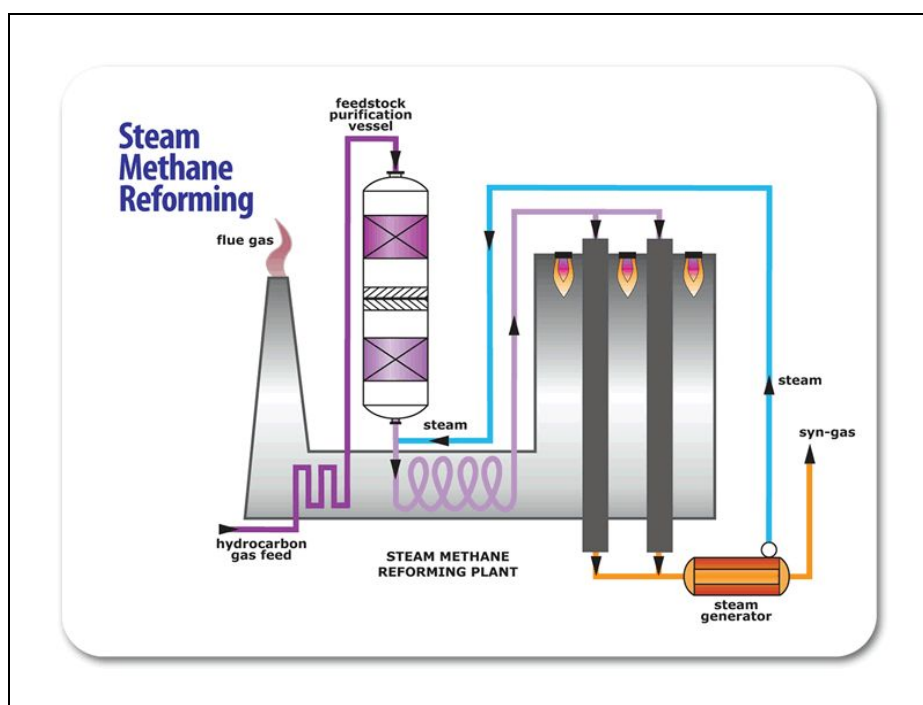 Steam
Methane
Reforming
feedstock
purification
vessel
flue gas
steam
steam
syn-gas
hydrocarbon
gas feed
STEAM METHANE
REFORMING PLANT
steam
generator